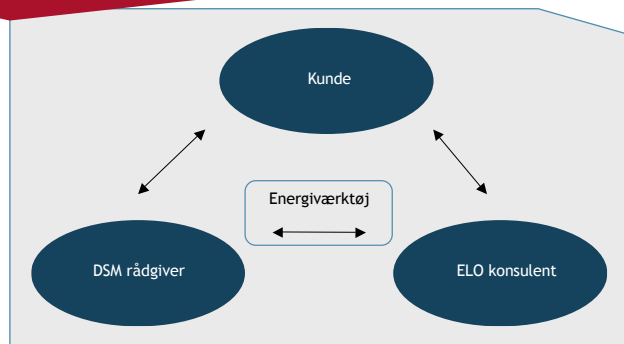 Kunde
Energiværktøj
DSM rådgiver
ELO konsulent